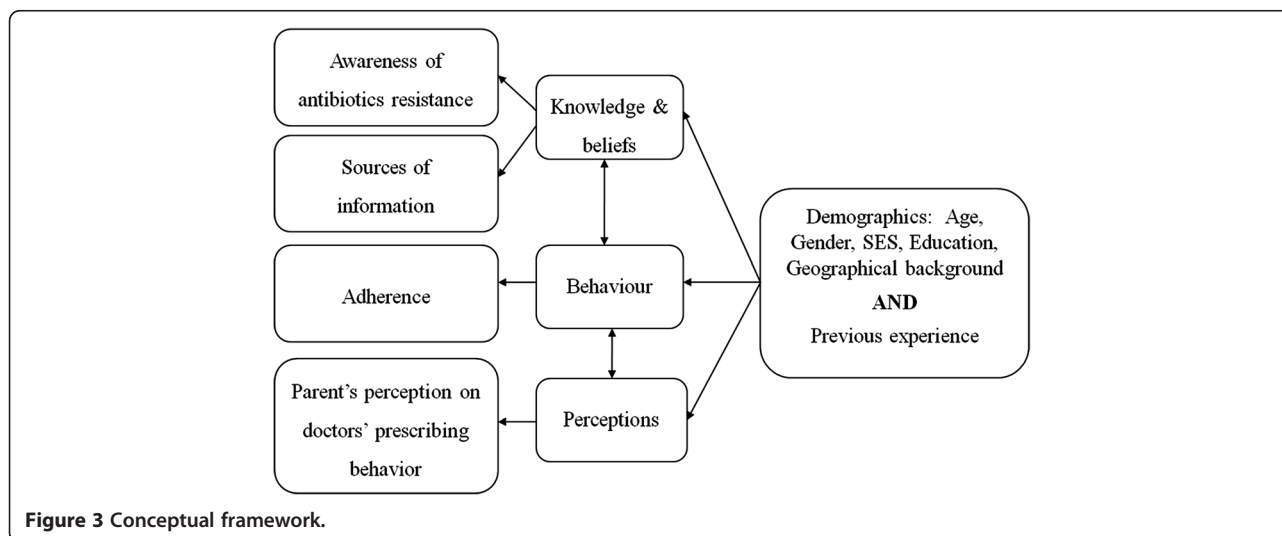 Awareness of
antibiotics resistance
Sources of
information
Adherence
Parent's perception on
doctors' prescribing
behavior
Knowledge &
beliefs
Behaviour
Perceptions
Demographics: Age,
Gender, SES, Education,
Geographical background
AND
Previous experience
Figure 3 Conceptual framework.